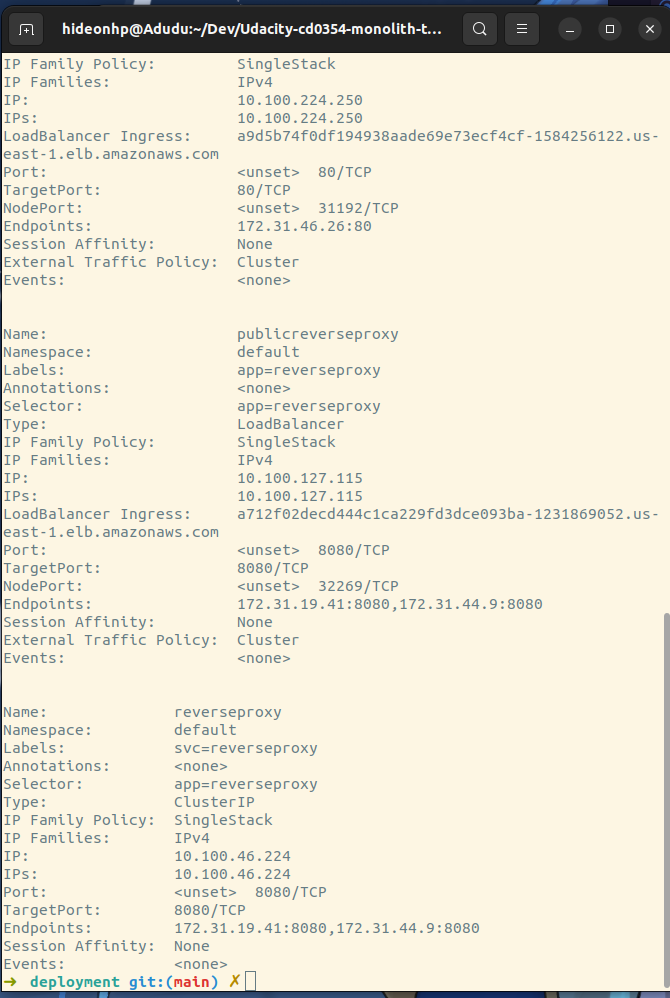 hideonhp@Adudu:~/Dev/Udacity-cd0354-monolith-t...
IP Family Policy:         SingleStack
IP Families:              IPv4
IP:                       10.100.224.250
IPs:                      10.100.224.250
LoadBalancer Ingress:     a9d5b74f0df194938aade69e73ecf4cf-1584256122.us-
east-1.elb.amazonaws.com
Port:                     <unset>  80/TCP
TargetPort:               80/TCP
NodePort:                 <unset>  31192/TCP
Endpoints:                172.31.46.26:80
Session Affinity:         None
External Traffic Policy:  Cluster
Events:                   <none>
Name:                     publicreverseproxy
Namespace:                default
Labels:                   app=reverseproxy
Annotations:              <none>
Selector:                 app=reverseproxy
Type:                     LoadBalancer
IP Family Policy:         SingleStack
IP Families:              IPv4
IP:                       10.100.127.115
IPs:                      10.100.127.115
LoadBalancer Ingress:     a712f02decd444c1ca229fd3dce093ba-1231869052.us-
east-1.elb.amazonaws.com
Port:                     <unset>  8080/TCP
TargetPort:               8080/TCP
NodePort:                 <unset>  32269/TCP
Endpoints:                172.31.19.41:8080,172.31.44.9:8080
Session Affinity:         None
External Traffic Policy:  Cluster
Events:                   <none>
Name:              reverseproxy
Namespace:         default
Labels:            svc=reverseproxy
Annotations:       <none>
Selector:          app=reverseproxy
Type:              ClusterIP
IP Family Policy:  SingleStack
IP Families:       IPv4
IP:                10.100.46.224
IPs:               10.100.46.224
Port:              <unset>  8080/TCP
TargetPort:        8080/TCP
Endpoints:         172.31.19.41:8080,172.31.44.9:8080
Session Affinity:  None
Events:            <none>
➜  deployment git:(main) ✗